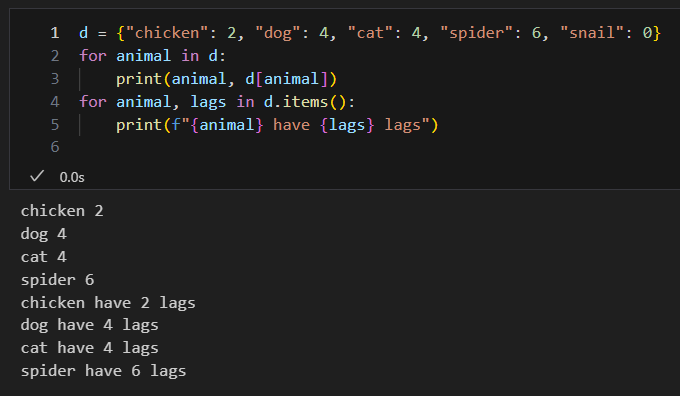 1 d = {"chicken": 2, "dog": 4, "cat": 4, "spider": 6, "snail": 0}
2 for animal in d:
3     print(animal, d[animal])
4 for animal, lags in d.items():
5     print(f"{animal} have {lags} lags")
6
0.0s
chicken 2
dog 4
cat 4
spider 6
chicken have 2 lags
dog have 4 lags
cat have 4 lags
spider have 6 lags